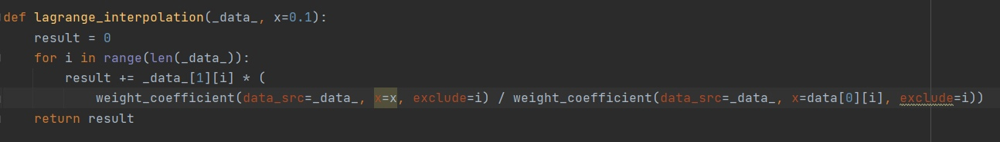 def lagrange_interpolation(_data_, x=0.1):
    result = 0
    for i in range(len(_data_)):
        result += _data_[1][i] * (
            weight_coefficient(data_src=_data_, x=x, exclude=i) / weight_coefficient(data_src=_data_, x=data[0][i], exclude=i))
    return result